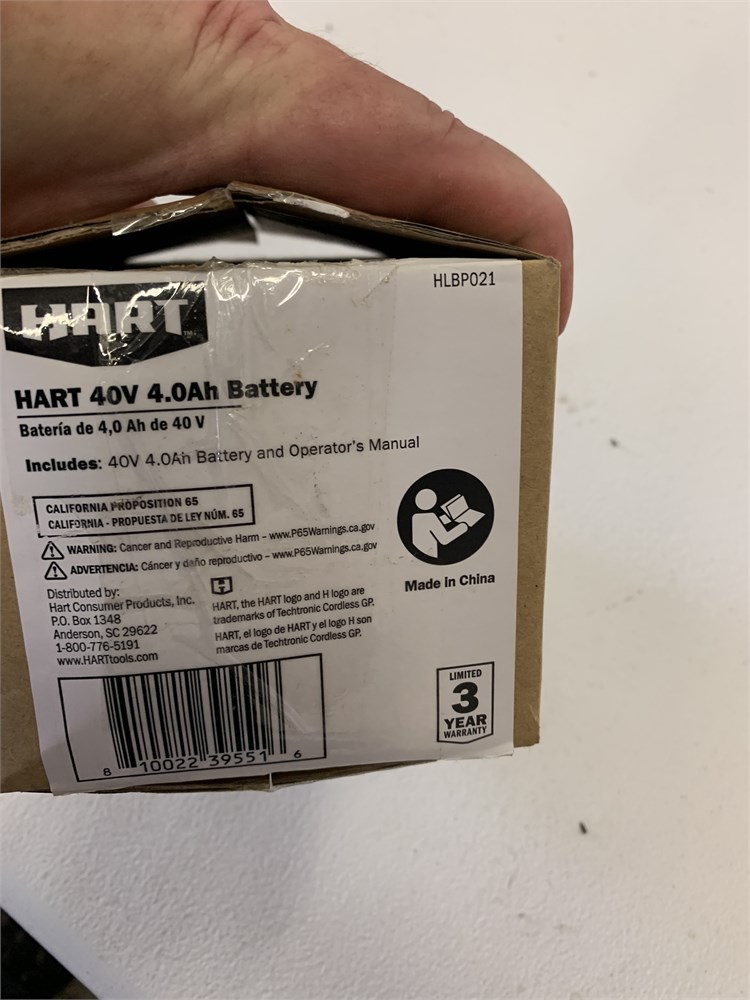 HLBP021
HART™
HART 40V 4.0Ah Battery
Batería de 4,0 Ah de 40 V
Includes: 40V 4.0Ah Battery and Operator's Manual
CALIFORNIA PROPOSITION 65
CALIFORNIA - PROPUESTA DE LEY NÚM. 65
WARNING: Cancer and Reproductive Harm – www.P65Warnings.ca.gov
ADVERTENCIA: Cáncer y daño reproductivo – www.P65Warnings.ca.gov
Made in China
Distributed by:
Hart Consumer Products, Inc.
P.O. Box 1348
Anderson, SC 29622
1-800-776-5191
www.HARTtools.com
H
HART, the HART logo and H logo are
trademarks of Techtronic Cordless GP.
HART, el logo de HART y el logo H son
marcas de Techtronic Cordless GP.
8 10022 39551 6
LIMITED
3
YEAR
WARRANTY